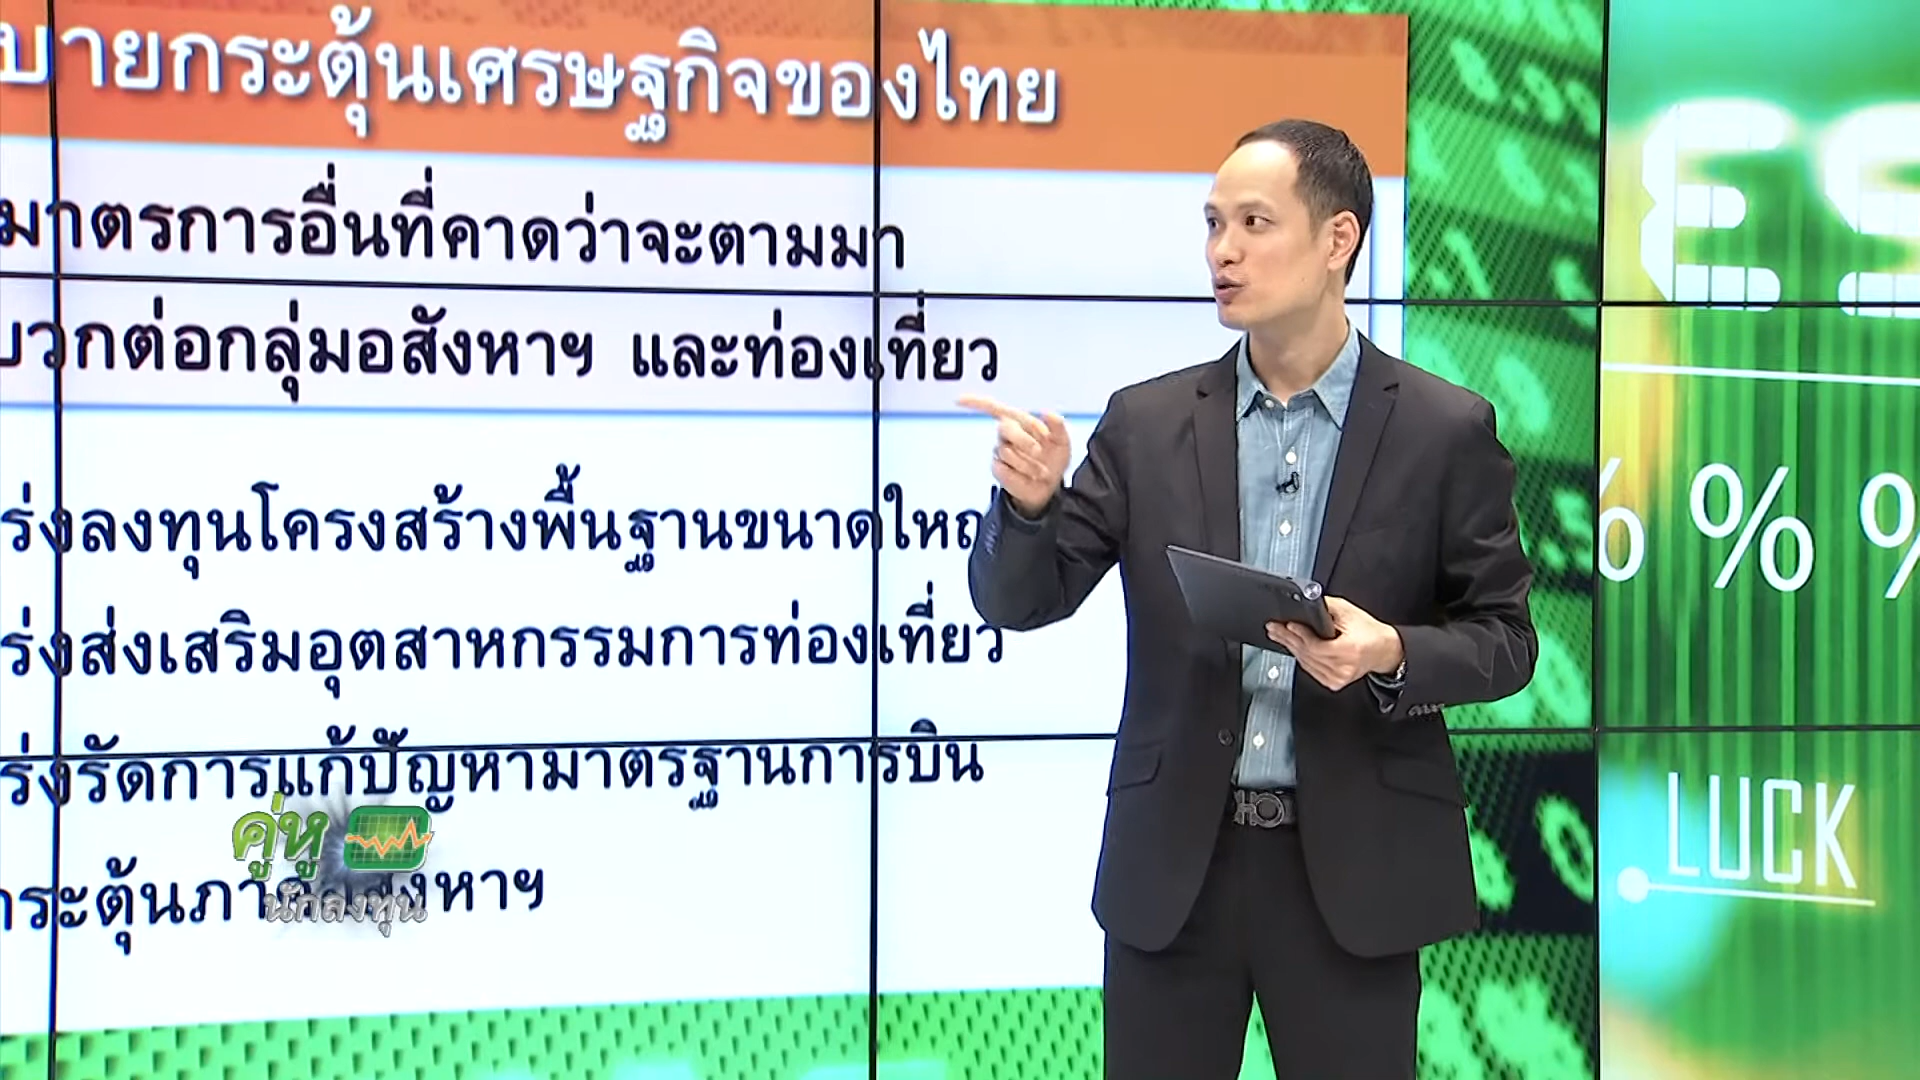 บายกระตุ้นเศรษฐกิจของไทย
มาตรการอื่นที่คาดว่าจะตามมา
บวกต่อกลุ่มอสังหาฯ และท่องเที่ยว
ร่งลงทุนโครงสร้างพื้นฐานขนาดใหญ่
ร่งส่งเสริมอุตสาหกรรมการท่องเที่ยว
ร่งรัดการแก้ปัญหามาตรฐานการบิน
กระตุ้นภาคอสังหาฯ
คู่หู
นักลงทุน
% % %
LUCK